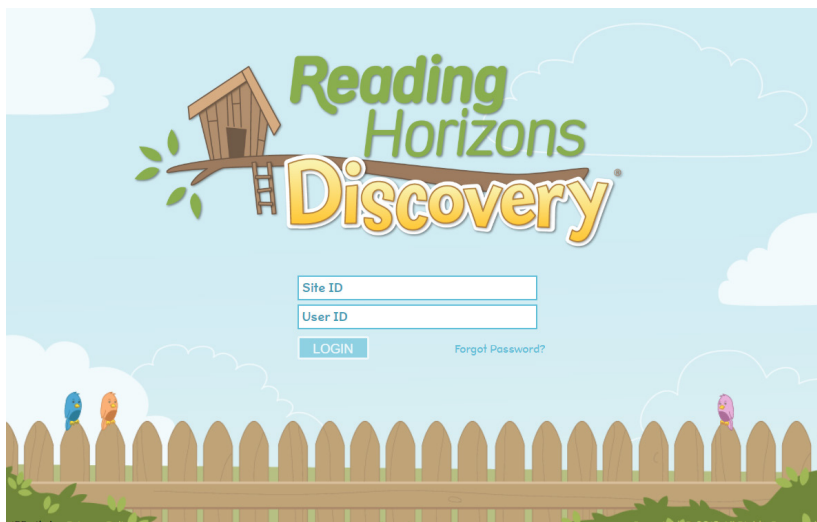 Reading
Horizons
Discovery®
Site ID
User ID
LOGIN
Forgot Password?